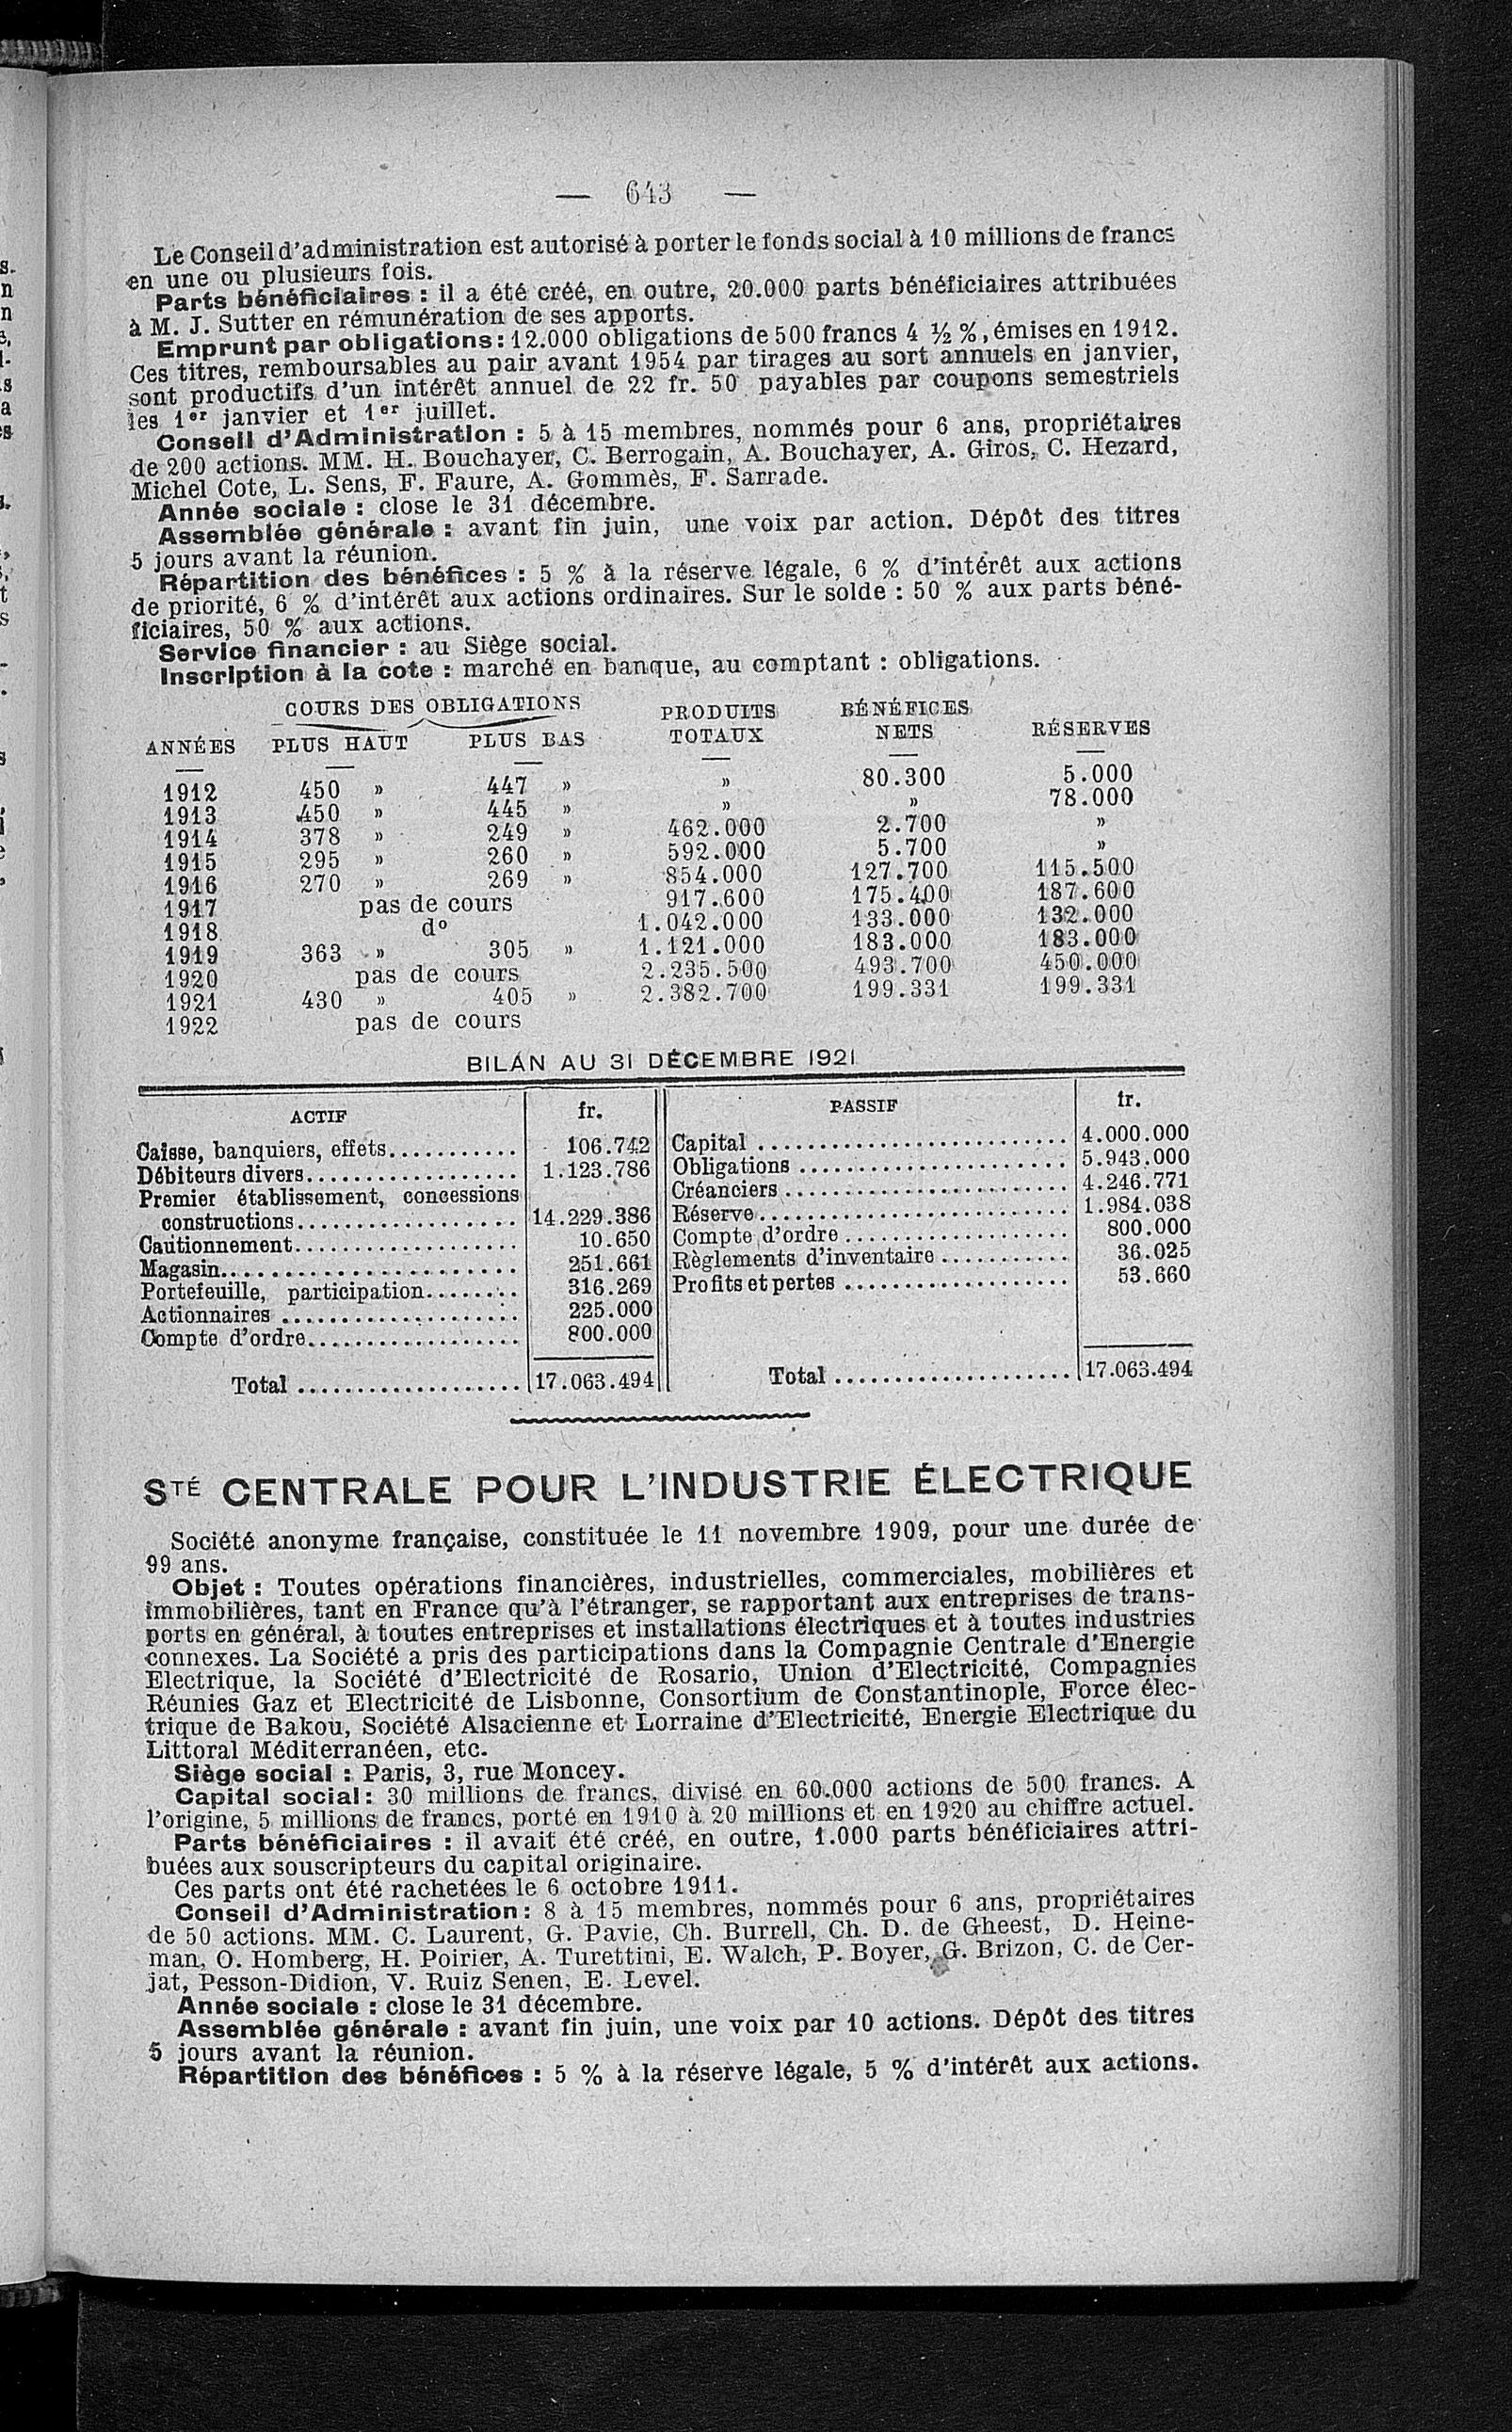 — 643 —
Le Conseil d'administration est autorisé à porter le fonds social à 10 millions de francs
en une ou plusieurs fois.
Parts bénéficiaires : il a été créé, en outre, 20.000 parts bénéficiaires attribuées
à M. J. Sutter en rémunération de ses apports.
Emprunt par obligations : 12.000 obligations de 500 francs 4 ½ %, émises en 1912.
Ces titres, remboursables au pair avant 1954 par tirages au sort annuels en janvier,
sont productifs d'un intérêt annuel de 22 fr. 50 payables par coupons semestriels
les 1er janvier et 1er juillet.
Conseil d'Administration : 5 à 15 membres, nommés pour 6 ans, propriétaires
de 200 actions. MM. H. Bouchayer, C. Berrogain, A. Bouchayer, A. Giros, C. Hezard,
Michel Cote, L. Sens, F. Faure, A. Gommès, F. Sarrade.
Année sociale : close le 31 décembre.
Assemblée générale : avant fin juin, une voix par action. Dépôt des titres
5 jours avant la réunion.
Répartition des bénéfices : 5 % à la réserve légale, 6 % d'intérêt aux actions
de priorité, 6 % d'intérêt aux actions ordinaires. Sur le solde : 50 % aux parts béné-
ficiaires, 50 % aux actions.
Service financier : au Siège social.
Inscription à la cote : marché en banque, au comptant : obligations.
COURS DES OBLIGATIONS PRODUITS BÉNÉFICES
ANNÉES PLUS HAUT PLUS BAS TOTAUX NETS RÉSERVES
1912 450 » 447 » » 80.300 5.000
1913 450 » 445 » » » 78.000
1914 378 » 249 » 462.000 2.700 »
1915 295 » 260 » 592.000 5.700 »
1916 270 » 269 » 854.000 127.700 115.500
1917 pas de cours 917.600 175.400 187.600
1918 d° 1.042.000 133.000 132.000
1919 363 » 305 » 1.121.000 183.000 183.000
1920 pas de cours 2.235.500 493.700 450.000
1921 430 » 405 » 2.382.700 199.331 199.331
1922 pas de cours
BILAN AU 31 DÉCEMBRE 1921
ACTIF fr. PASSIF fr.
Caisse, banquiers, effets........... 106.742 Capital .......................... 4.000.000
Débiteurs divers.................. 1.123.786 Obligations ...................... 5.943.000
Premier établissement, concessions Créanciers ........................ 4.246.771
constructions................... 14.229.386 Réserve.......................... 1.984.038
Cautionnement................... 10.650 Compte d'ordre ................... 800.000
Magasin........................ 251.661 Règlements d'inventaire ........... 36.025
Portefeuille, participation........ 316.269 Profits et pertes ................... 53.660
Actionnaires .................... 225.000
Compte d'ordre.................. 800.000
Total ................... 17.063.494 Total .................... 17.063.494
STÉ CENTRALE POUR L'INDUSTRIE ÉLECTRIQUE
Société anonyme française, constituée le 11 novembre 1909, pour une durée de
99 ans.
Objet : Toutes opérations financières, industrielles, commerciales, mobilières et
immobilières, tant en France qu'à l'étranger, se rapportant aux entreprises de trans-
ports en général, à toutes entreprises et installations électriques et à toutes industries
connexes. La Société a pris des participations dans la Compagnie Centrale d'Energie
Electrique, la Société d'Electricité de Rosario, Union d'Electricité, Compagnies
Réunies Gaz et Electricité de Lisbonne, Consortium de Constantinople, Force élec-
trique de Bakou, Société Alsacienne et Lorraine d'Electricité, Energie Electrique du
Littoral Méditerranéen, etc.
Siège social : Paris, 3, rue Moncey.
Capital social : 30 millions de francs, divisé en 60.000 actions de 500 francs. A
l'origine, 5 millions de francs, porté en 1910 à 20 millions et en 1920 au chiffre actuel.
Parts bénéficiaires : il avait été créé, en outre, 1.000 parts bénéficiaires attri-
buées aux souscripteurs du capital originaire.
Ces parts ont été rachetées le 6 octobre 1911.
Conseil d'Administration : 8 à 15 membres, nommés pour 6 ans, propriétaires
de 50 actions. MM. C. Laurent, G. Pavie, Ch. Burrell, Ch. D. de Gheest, D. Heine-
man, O. Homberg, H. Poirier, A. Turettini, E. Walch, P. Boyer, G. Brizon, C. de Cer-
jat, Pesson-Didion, V. Ruiz Senen, E. Level.
Année sociale : close le 31 décembre.
Assemblée générale : avant fin juin, une voix par 10 actions. Dépôt des titres
5 jours avant la réunion.
Répartition des bénéfices : 5 % à la réserve légale, 5 % d'intérêt aux actions.